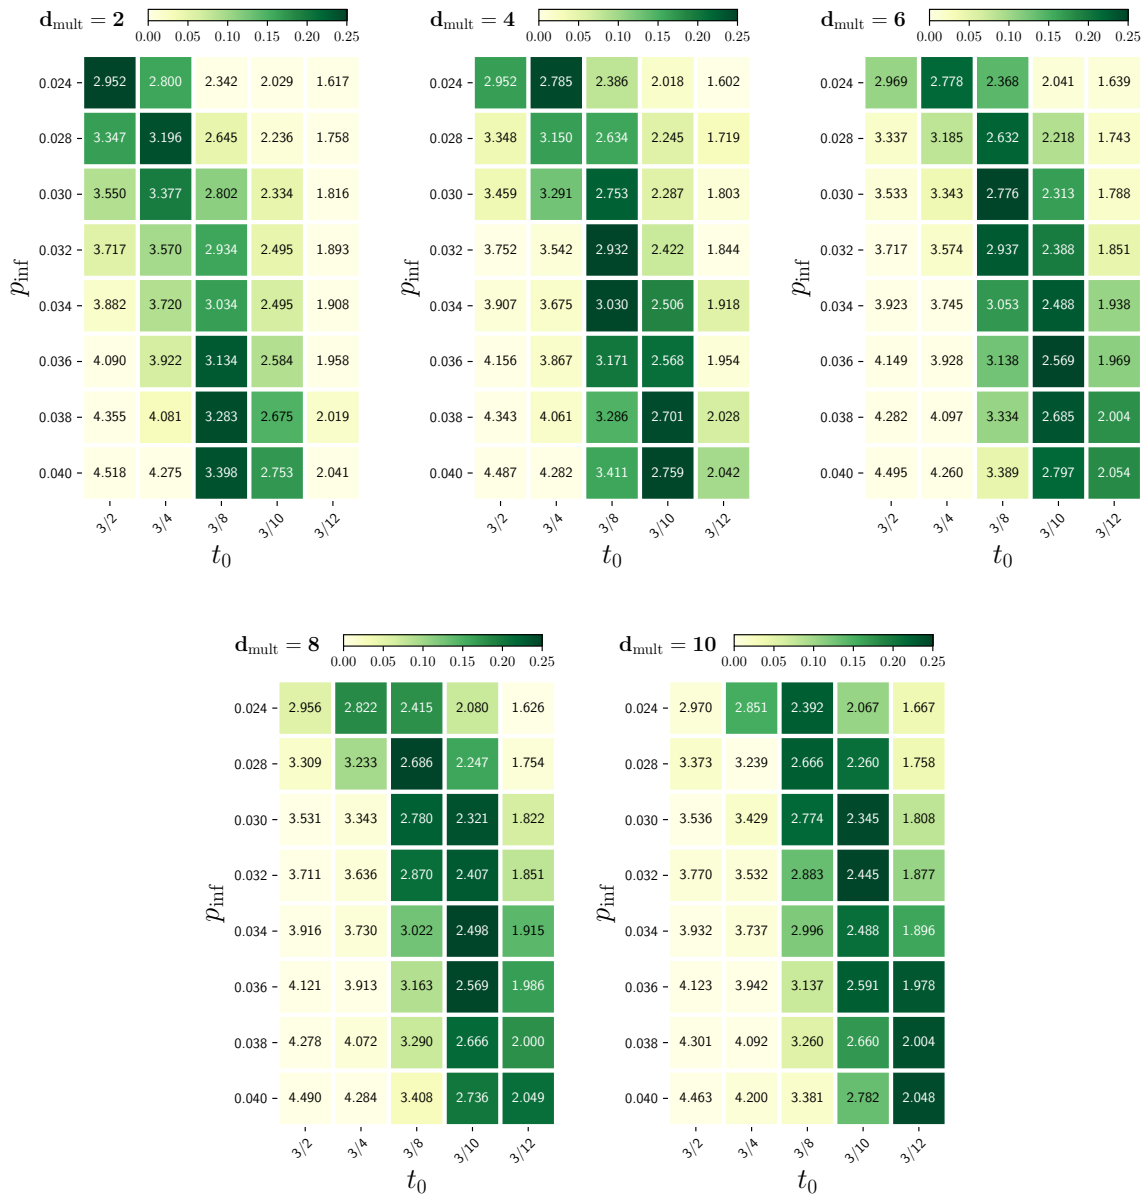 d_mult = 2
0.00 0.05 0.10 0.15 0.20 0.25
d_mult = 4
0.00 0.05 0.10 0.15 0.20 0.25
d_mult = 6
0.00 0.05 0.10 0.15 0.20 0.25
p_inf
0.024 2.952 2.800 2.342 2.029 1.617
0.028 3.347 3.196 2.645 2.236 1.758
0.030 3.550 3.377 2.802 2.334 1.816
0.032 3.717 3.570 2.934 2.495 1.893
0.034 3.882 3.720 3.034 2.495 1.908
0.036 4.090 3.922 3.134 2.584 1.958
0.038 4.355 4.081 3.283 2.675 2.019
0.040 4.518 4.275 3.398 2.753 2.041
3/2 3/4 3/8 3/10 3/12
t_0
p_inf
0.024 2.952 2.785 2.386 2.018 1.602
0.028 3.348 3.150 2.634 2.245 1.719
0.030 3.459 3.291 2.753 2.287 1.803
0.032 3.752 3.542 2.932 2.422 1.844
0.034 3.907 3.675 3.030 2.506 1.918
0.036 4.156 3.867 3.171 2.568 1.954
0.038 4.343 4.061 3.286 2.701 2.028
0.040 4.487 4.282 3.411 2.759 2.042
3/2 3/4 3/8 3/10 3/12
t_0
p_inf
0.024 2.969 2.778 2.368 2.041 1.639
0.028 3.337 3.185 2.632 2.218 1.743
0.030 3.533 3.343 2.776 2.313 1.788
0.032 3.717 3.574 2.937 2.388 1.851
0.034 3.923 3.745 3.053 2.488 1.938
0.036 4.149 3.928 3.138 2.569 1.969
0.038 4.282 4.097 3.334 2.685 2.004
0.040 4.495 4.260 3.389 2.797 2.054
3/2 3/4 3/8 3/10 3/12
t_0
d_mult = 8
0.00 0.05 0.10 0.15 0.20 0.25
d_mult = 10
0.00 0.05 0.10 0.15 0.20 0.25
p_inf
0.024 2.956 2.822 2.415 2.080 1.626
0.028 3.309 3.233 2.686 2.247 1.754
0.030 3.531 3.343 2.780 2.321 1.822
0.032 3.711 3.636 2.870 2.407 1.851
0.034 3.916 3.730 3.022 2.498 1.915
0.036 4.121 3.913 3.163 2.569 1.986
0.038 4.278 4.072 3.290 2.666 2.000
0.040 4.490 4.284 3.408 2.736 2.049
3/2 3/4 3/8 3/10 3/12
t_0
p_inf
0.024 2.970 2.851 2.392 2.067 1.667
0.028 3.373 3.239 2.666 2.260 1.758
0.030 3.536 3.429 2.774 2.345 1.808
0.032 3.770 3.532 2.883 2.445 1.877
0.034 3.932 3.737 2.996 2.488 1.896
0.036 4.123 3.942 3.137 2.591 1.978
0.038 4.301 4.092 3.260 2.660 2.004
0.040 4.463 4.200 3.381 2.782 2.048
3/2 3/4 3/8 3/10 3/12
t_0